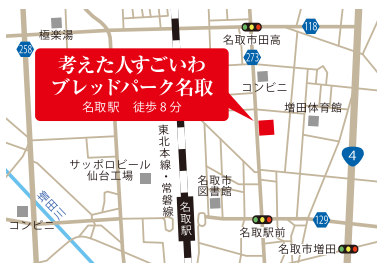 極楽湯
118
名取市田高
258
273
考えた人すごいわ
ブレッドパーク名取
名取駅 徒歩8分
コンビニ
増田体育館
4
東北本線・常磐線
サッポロビール
仙台工場
名取市
図書館
増田川
名取駅
コンビニ
129
名取駅前
名取市増田